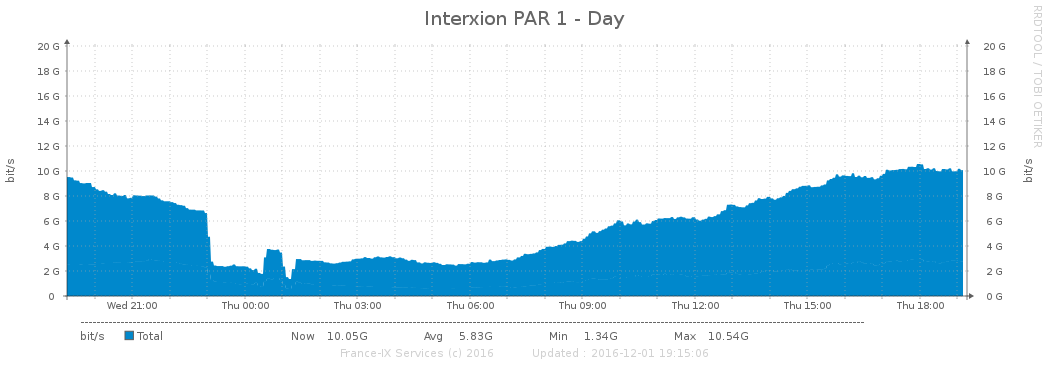 Interxion PAR 1 - Day
RRDTOOL / TOBI OETIKER
20 G 20 G
18 G 18 G
16 G 16 G
14 G 14 G
12 G 12 G
10 G 10 G
8 G 8 G
6 G 6 G
4 G 4 G
2 G 2 G
0 0 G
bit/s bit/s
Wed 21:00 Thu 00:00 Thu 03:00 Thu 06:00 Thu 09:00 Thu 12:00 Thu 15:00 Thu 18:00
bit/s Total Now 10.05G Avg 5.83G Min 1.34G Max 10.54G
France-IX Services (c) 2016 Updated : 2016-12-01 19:15:06